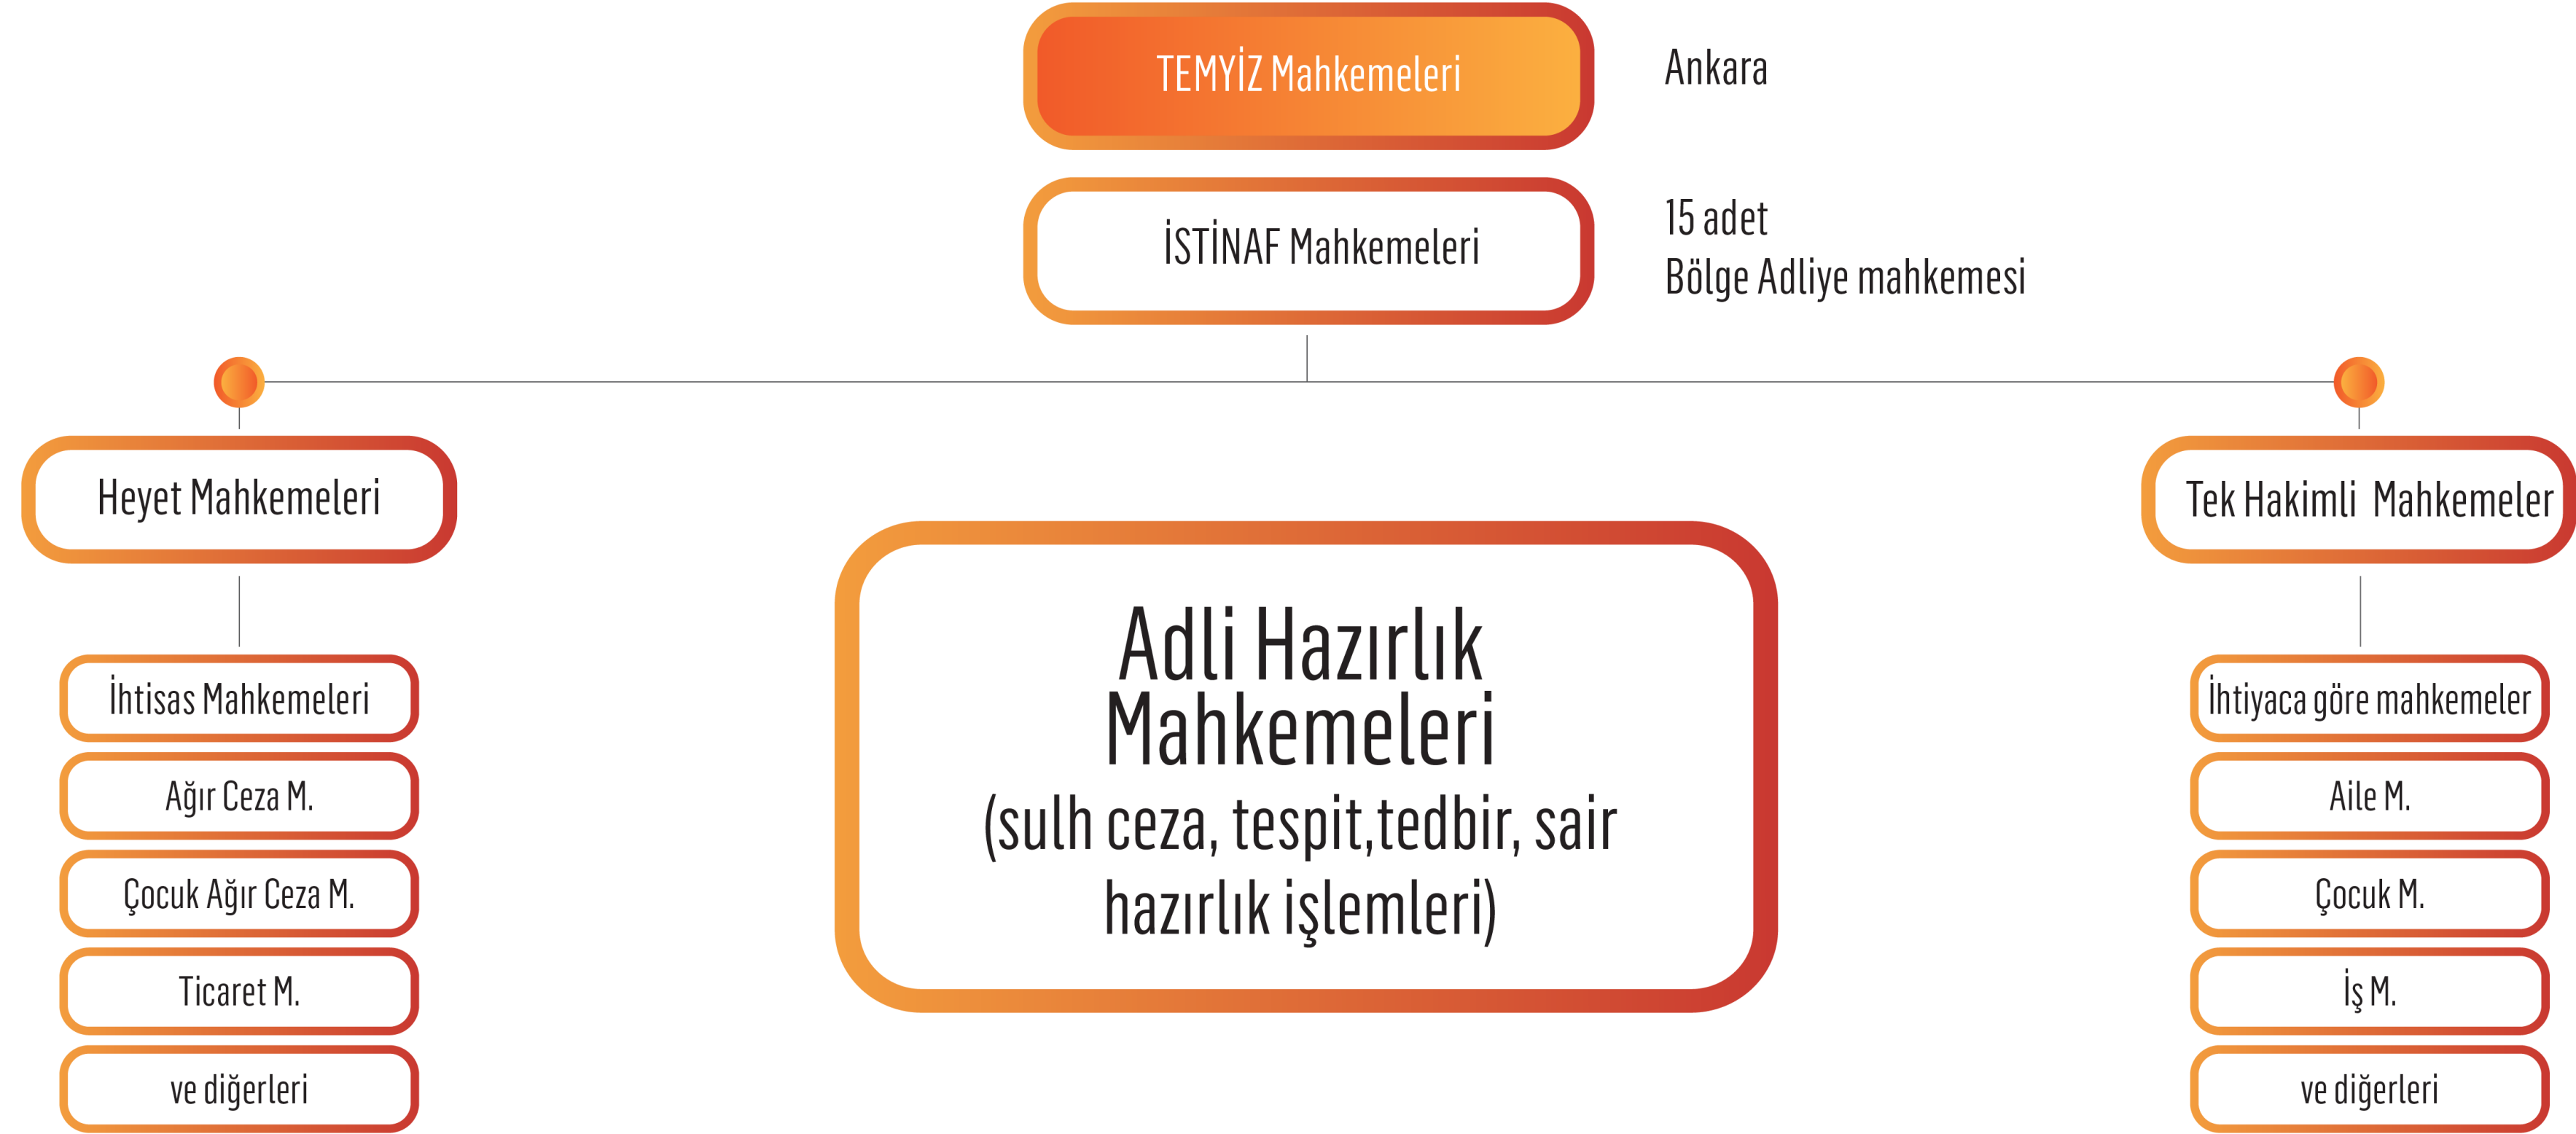 TEMYİZ Mahkemeleri
Ankara
İSTİNAF Mahkemeleri
15 adet
Bölge Adliye mahkemesi
Heyet Mahkemeleri
İhtisas Mahkemeleri
Ağır Ceza M.
Çocuk Ağır Ceza M.
Ticaret M.
ve diğerleri
Adli Hazırlık
Mahkemeleri
(sulh ceza, tespit,tedbir, sair
hazırlık işlemleri)
Tek Hakimli Mahkemeler
İhtiyaca göre mahkemeler
Aile M.
Çocuk M.
İş M.
ve diğerleri